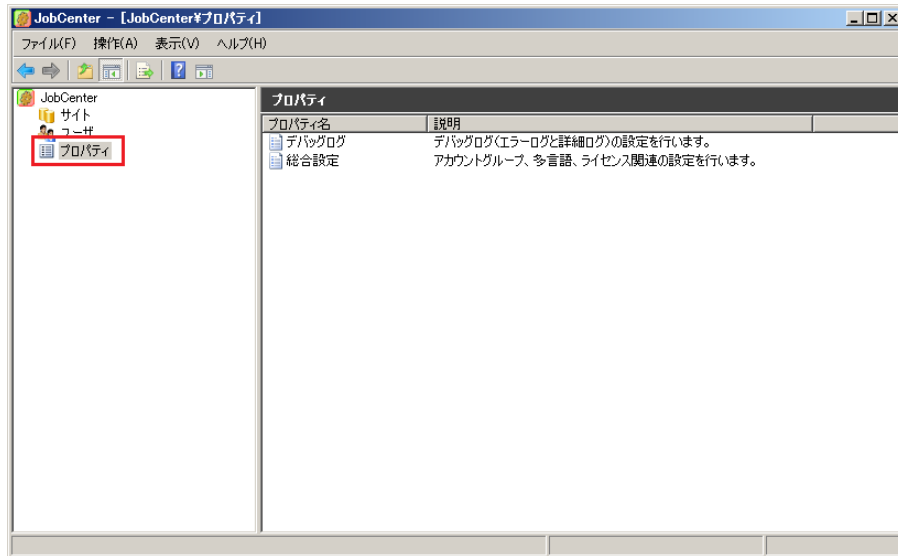 JobCenter - [JobCenter¥プロパティ]
ファイル(F) 操作(A) 表示(V) ヘルプ(H)
JobCenter
サイト
ユーザ
プロパティ
プロパティ
プロパティ名 説明
デバッグログ デバッグログ(エラーログと詳細ログ)の設定を行います。
総合設定 アカウントグループ、多言語、ライセンス関連の設定を行います。